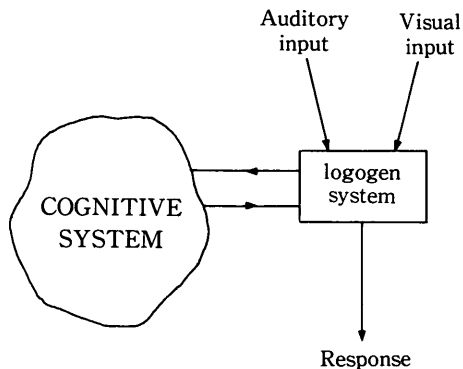 Auditory
input
Visual
input
logogen
system
COGNITIVE
SYSTEM
Response